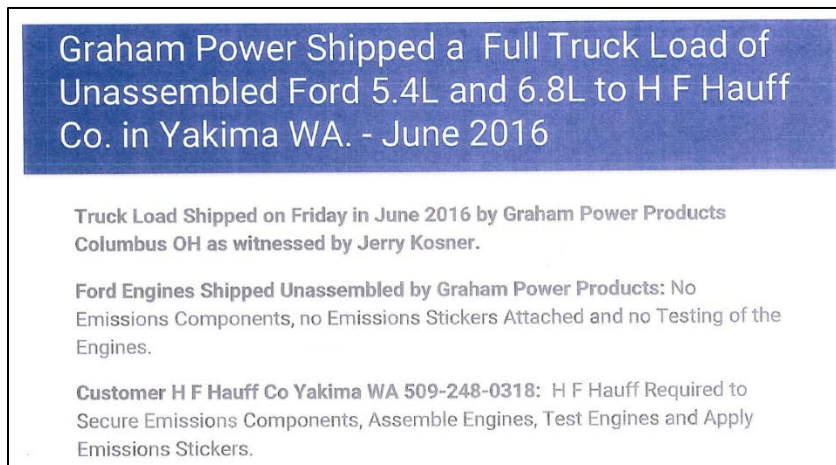 Graham Power Shipped a Full Truck Load of
Unassembled Ford 5.4L and 6.8L to H F Hauff
Co. in Yakima WA. - June 2016
Truck Load Shipped on Friday in June 2016 by Graham Power Products
Columbus OH as witnessed by Jerry Kosner.
Ford Engines Shipped Unassembled by Graham Power Products: No
Emissions Components, no Emissions Stickers Attached and no Testing of the
Engines.
Customer H F Hauff Co Yakima WA 509-248-0318: H F Hauff Required to
Secure Emissions Components, Assemble Engines, Test Engines and Apply
Emissions Stickers.